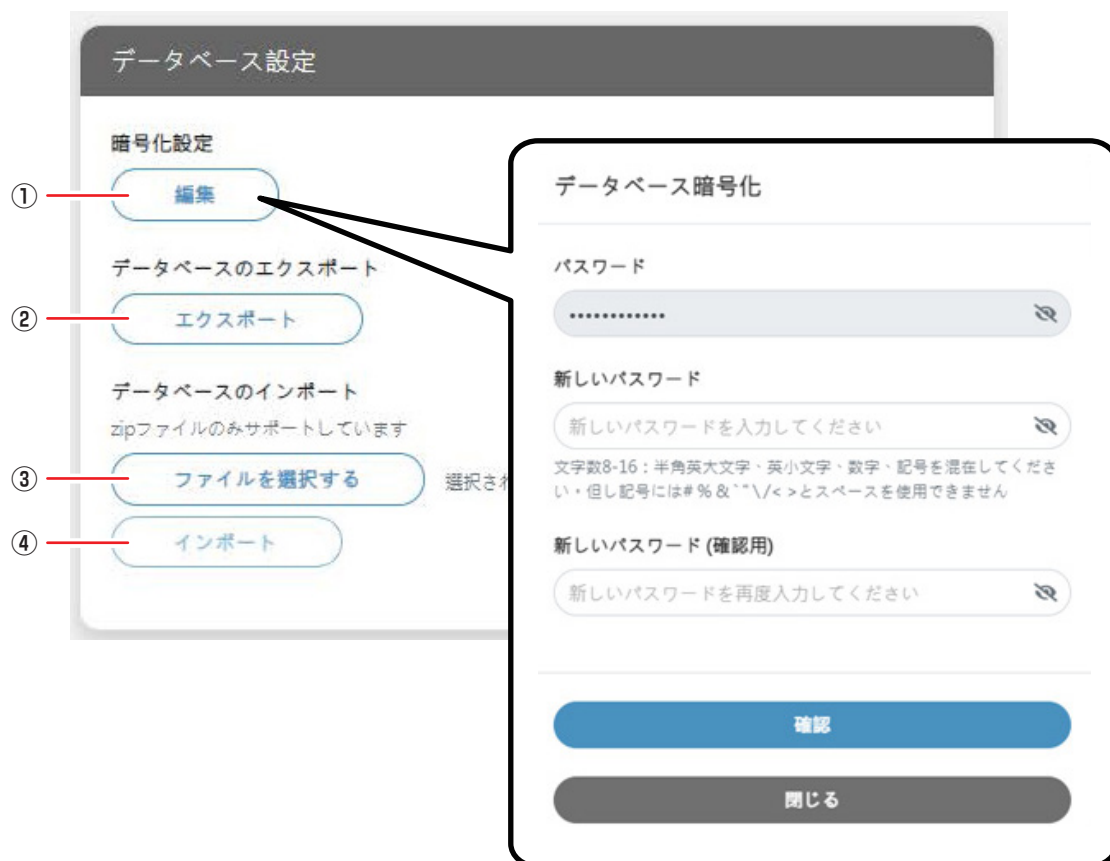 データベース設定
暗号化設定
① 編集
データベースのエクスポート
② エクスポート
データベースのインポート
zipファイルのみサポートしています
③ ファイルを選択する 選択され
④ インポート
データベース暗号化
パスワード
••••••••••••
新しいパスワード
新しいパスワードを入力してください
文字数8-16：半角英大文字、英小文字、数字、記号を混在してくださ
い・但し記号には#％&`"\/< >とスペースを使用できません
新しいパスワード (確認用)
新しいパスワードを再度入力してください
確認
閉じる